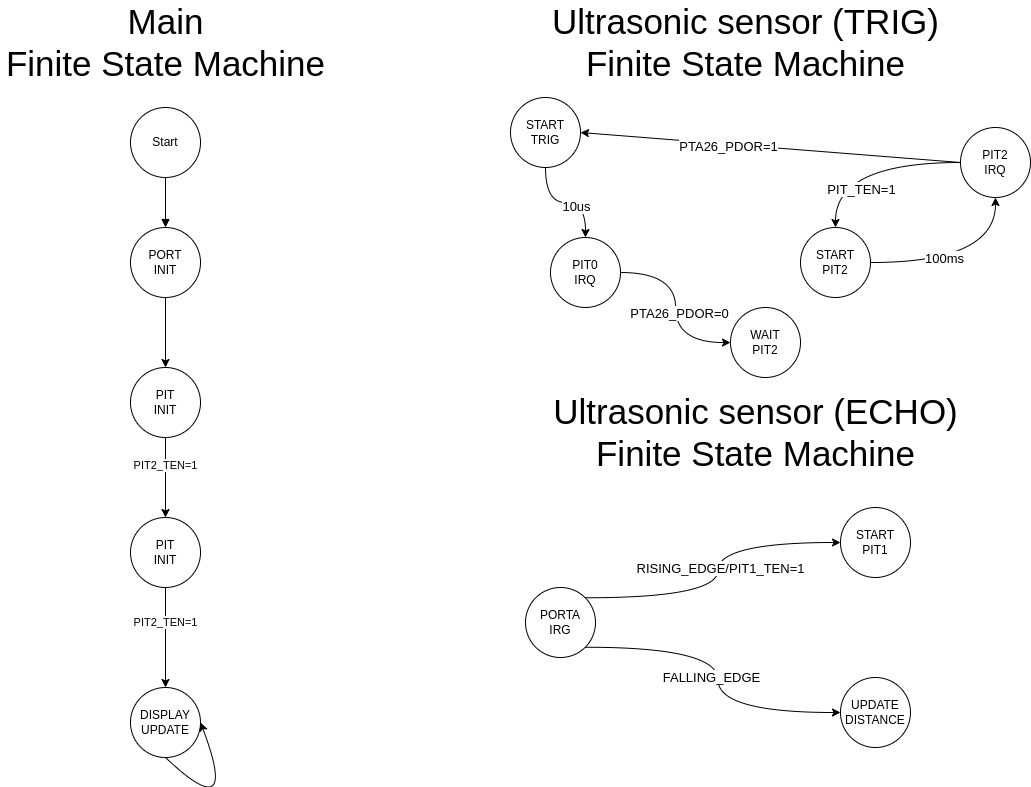 Main
Finite State Machine
Start
PORT
INIT
PIT
INIT
PIT2_TEN=1
PIT
INIT
PIT2_TEN=1
DISPLAY
UPDATE
Ultrasonic sensor (TRIG)
Finite State Machine
START
TRIG
PTA26_PDOR=1
PIT2
IRQ
PIT_TEN=1
10us
START
PIT2
100ms
PIT0
IRQ
PTA26_PDOR=0
WAIT
PIT2
Ultrasonic sensor (ECHO)
Finite State Machine
START
PIT1
RISING_EDGE/PIT1_TEN=1
PORTA
IRG
FALLING_EDGE
UPDATE
DISTANCE